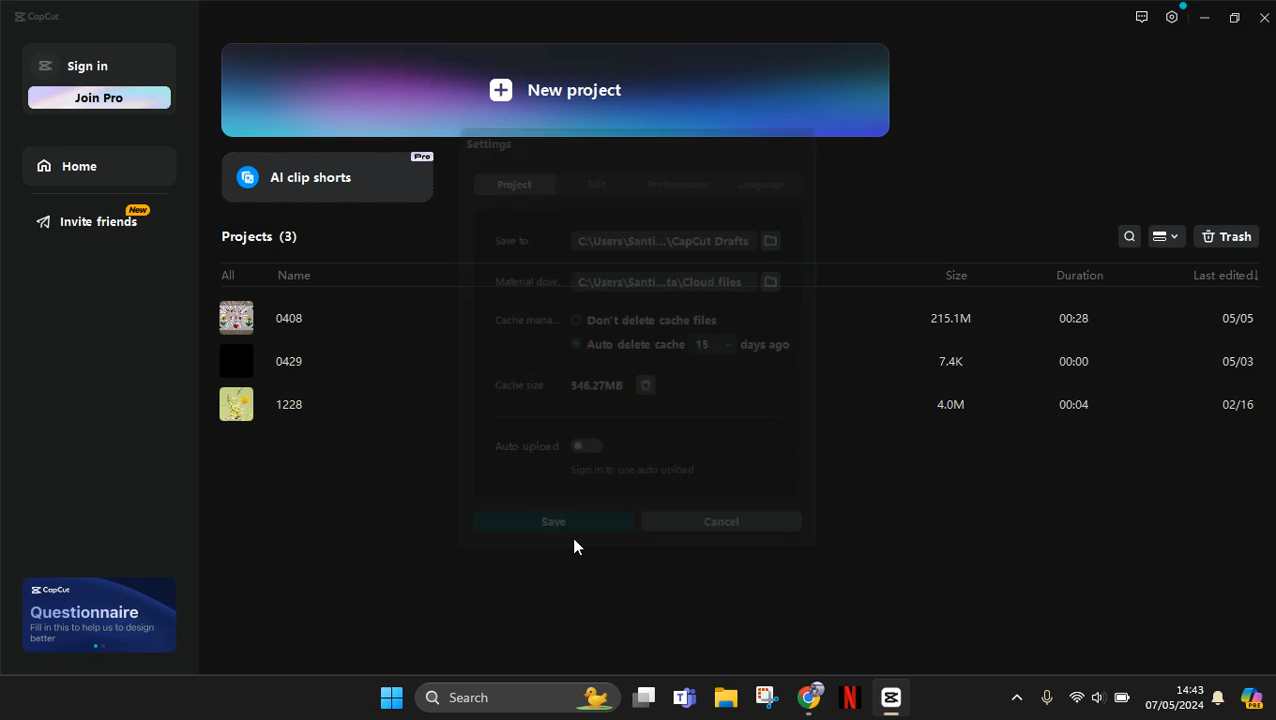 CapCut
Sign in
Join Pro
Home
Invite friends
New
New project
AI clip shorts
Pro
Settings
Project Edit Performance Language
Save to: C:\Users\Santi...\CapCut Drafts
Material dow... C:\Users\Santi...ta\Cloud files
Cache mana... Don't delete cache files
Auto delete cache 15 days ago
Cache size 546.27MB
Auto upload
Sign in to use auto upload
Save Cancel
Projects (3)
Trash
All Name Size Duration Last edited↓
0408 215.1M 00:28 05/05
0429 7.4K 00:00 05/03
1228 4.0M 00:04 02/16
CapCut
Questionnaire
Fill in this to help us to design
better
Search
14:43
07/05/2024
PRE